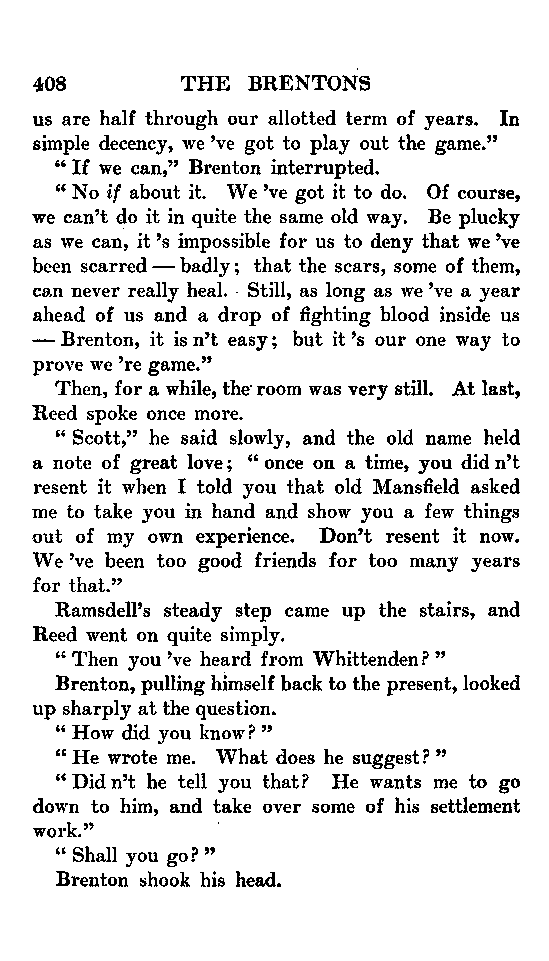 408 THE BRENTONS
us are half through our allotted term of years. In
simple decency, we 've got to play out the game."
" If we can," Brenton interrupted.
" No if about it. We 've got it to do. Of course,
we can't do it in quite the same old way. Be plucky
as we can, it 's impossible for us to deny that we 've
been scarred — badly; that the scars, some of them,
can never really heal. Still, as long as we 've a year
ahead of us and a drop of fighting blood inside us
— Brenton, it is n't easy; but it 's our one way to
prove we 're game."
Then, for a while, the room was very still. At last,
Reed spoke once more.
" Scott," he said slowly, and the old name held
a note of great love; " once on a time, you did n't
resent it when I told you that old Mansfield asked
me to take you in hand and show you a few things
out of my own experience. Don't resent it now.
We 've been too good friends for too many years
for that."
Ramsdell's steady step came up the stairs, and
Reed went on quite simply.
" Then you 've heard from Whittenden? "
Brenton, pulling himself back to the present, looked
up sharply at the question.
" How did you know? "
" He wrote me. What does he suggest? "
" Did n't he tell you that? He wants me to go
down to him, and take over some of his settlement
work."
" Shall you go? "
Brenton shook his head.